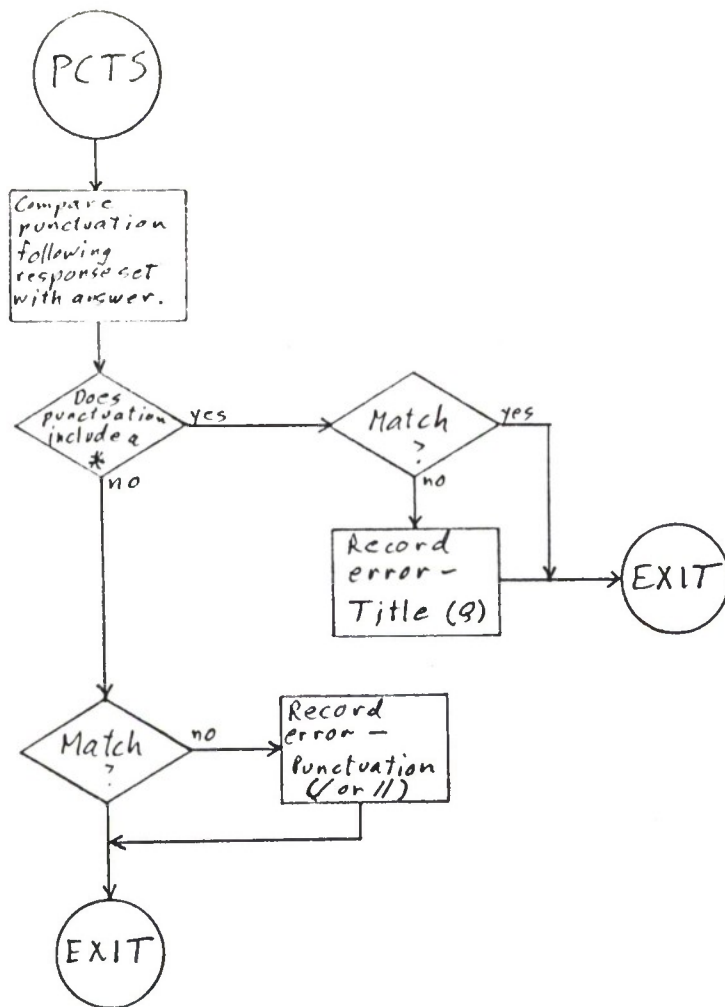 PCTS
Compare
punctuation
following
response set
with answer.
Does
punctuation
include a
*
yes
no
Match
?
yes
no
Record
error -
Title (9)
EXIT
Match
?
no
Record
error -
Punctuation
(/ or //)
EXIT